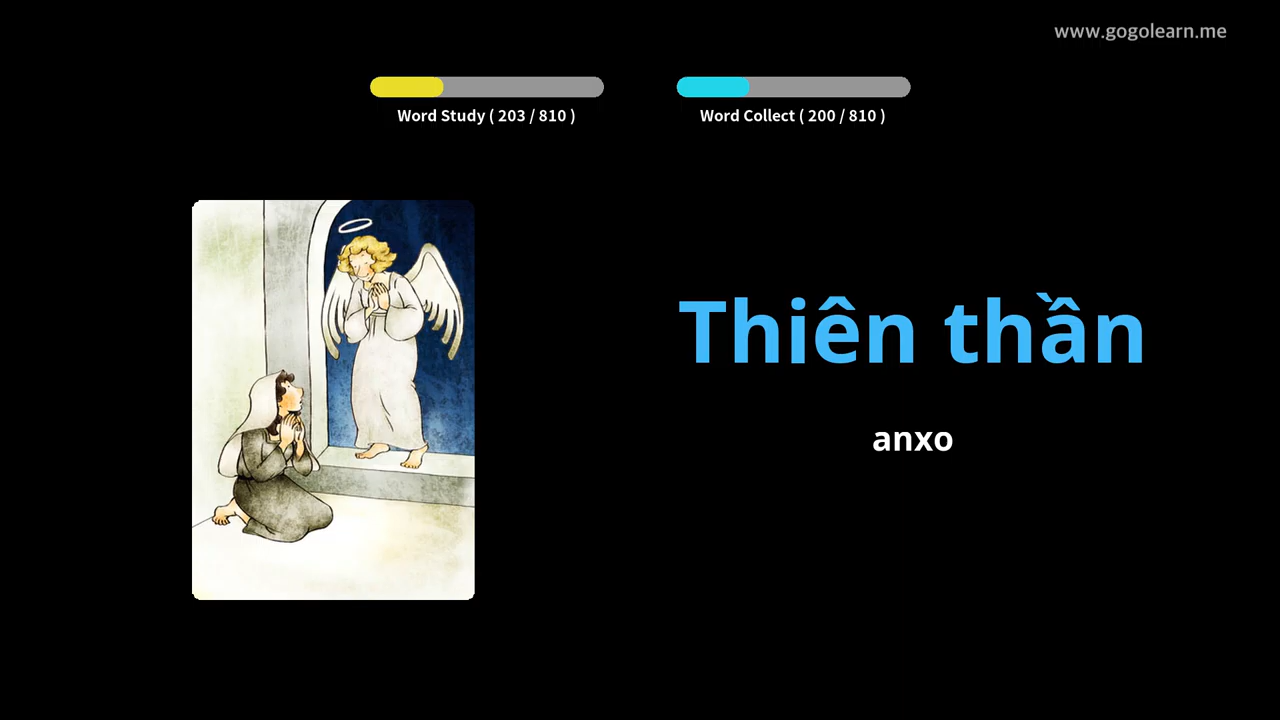 www.gogolearn.me
Word Study ( 203 / 810 )
Word Collect ( 200 / 810 )
Thiên thần
anxo